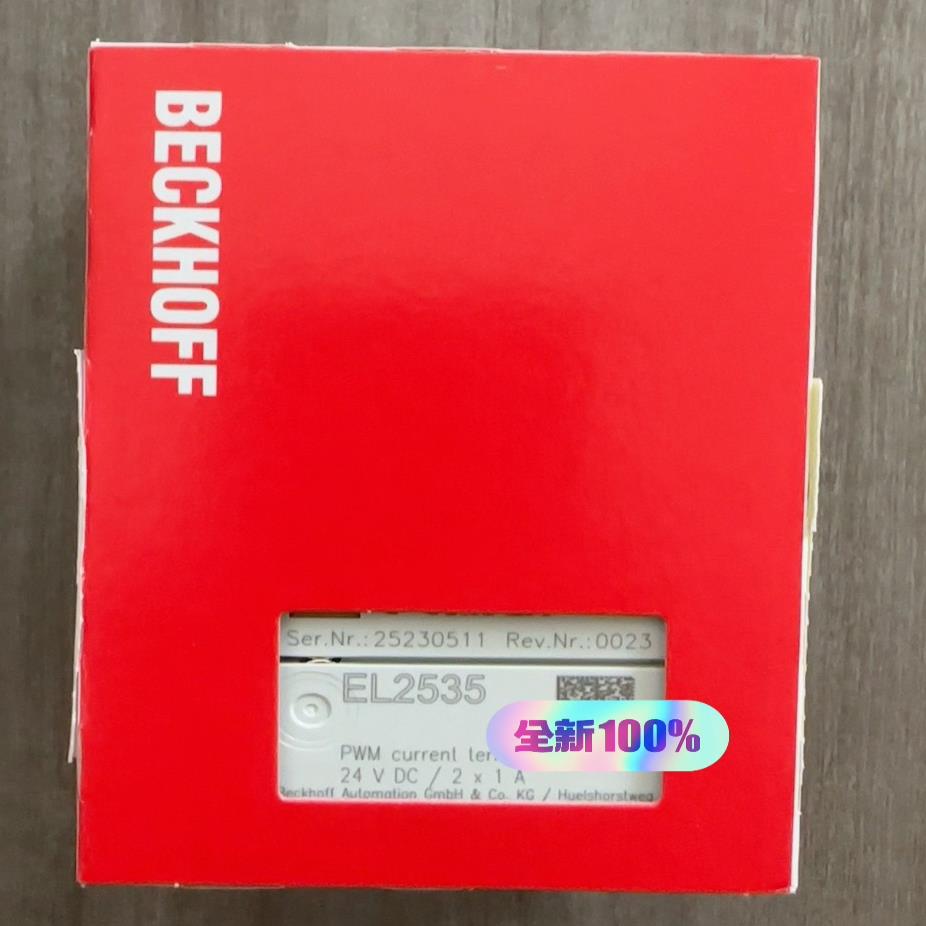 BECKHOFF
Ser.Nr.:25230511 Rev.Nr.:0023
EL2535
全新100%
PWM current
24 V DC / 2 x 1 A
Beckhoff Automation GmbH & Co. KG / Huelshorstweg